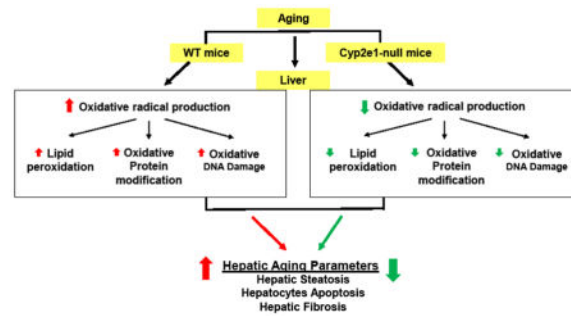 Aging
WT mice
Cyp2e1-null mice
Liver
Oxidative radical production
Lipid
peroxidation
Oxidative
Protein
modification
Oxidative
DNA Damage
Oxidative radical production
Lipid
peroxidation
Oxidative
Protein
modification
Oxidative
DNA Damage
Hepatic Aging Parameters
Hepatic Steatosis
Hepatocytes Apoptosis
Hepatic Fibrosis